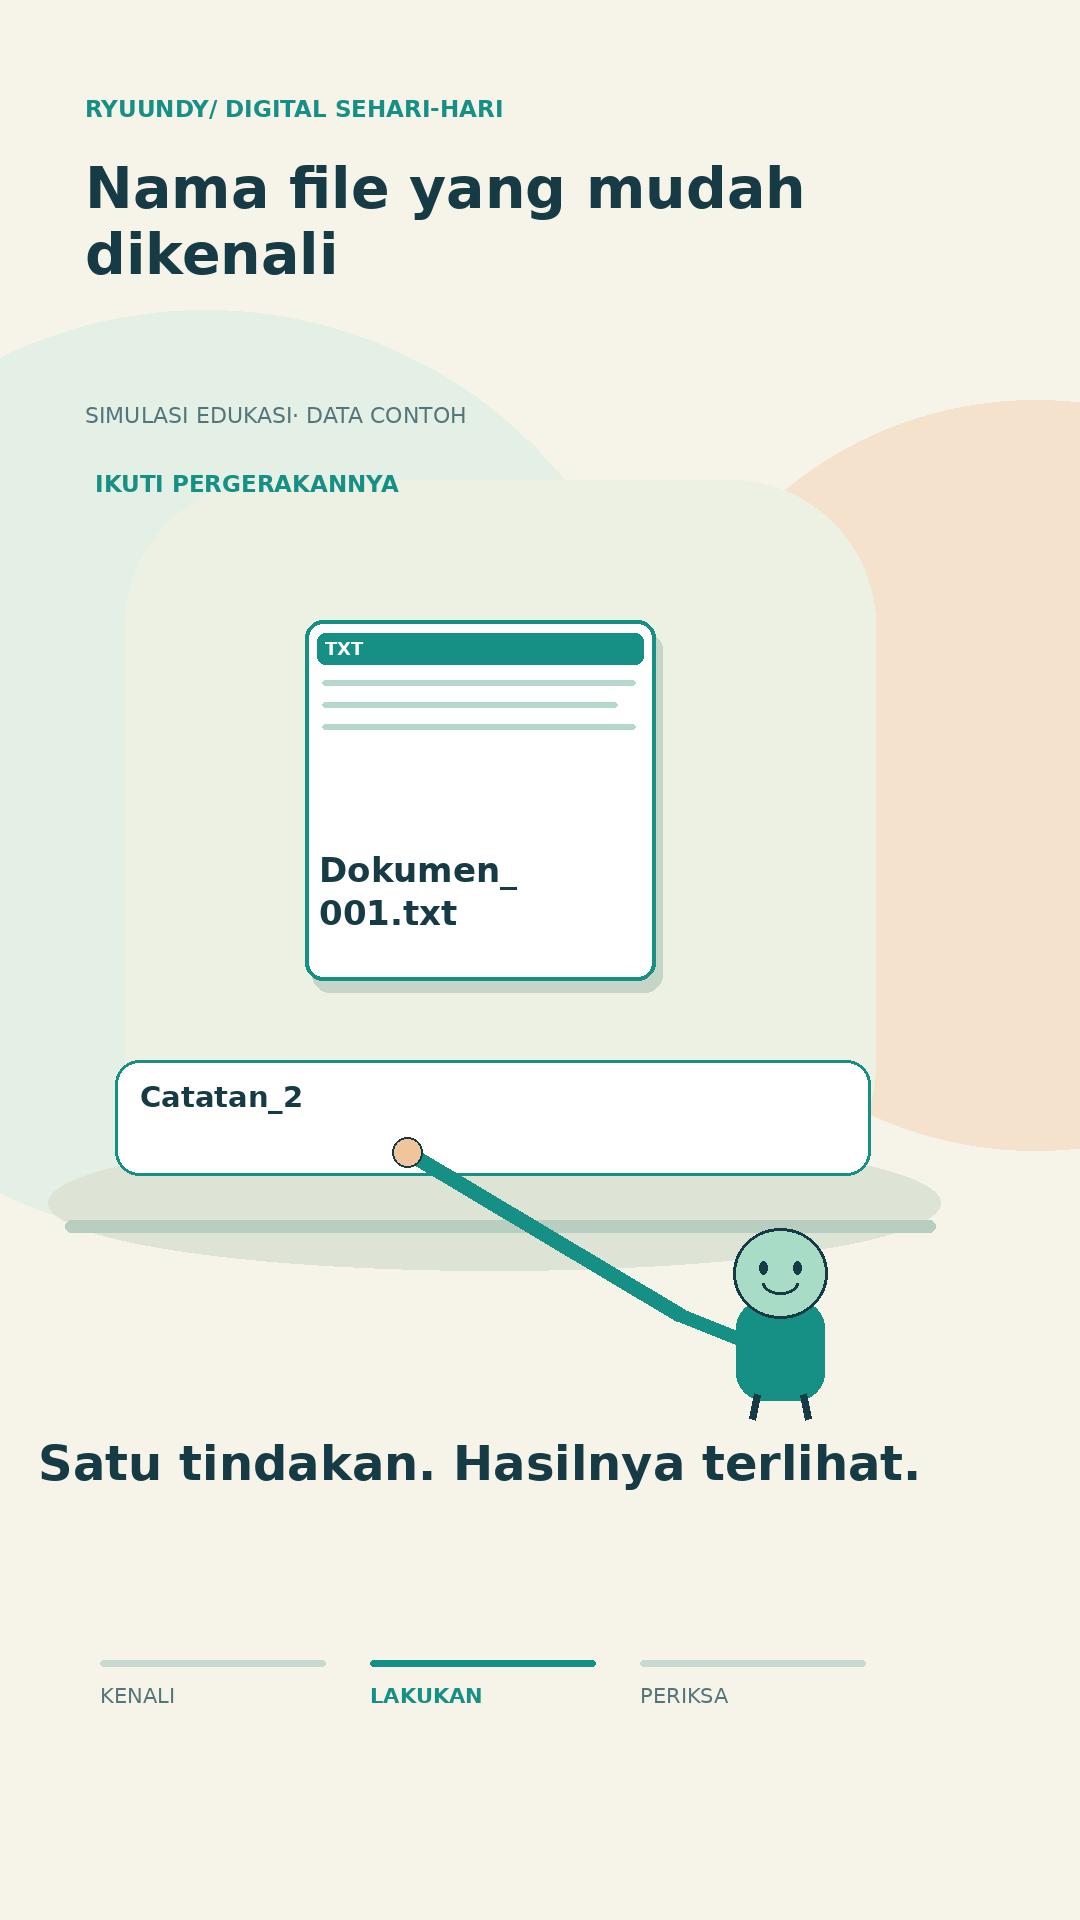 RYUUNDY/ DIGITAL SEHARI-HARI
Nama file yang mudah
dikenali
SIMULASI EDUKASI· DATA CONTOH
IKUTI PERGERAKANNYA
TXT
Dokumen_
001.txt
Catatan_2
Satu tindakan. Hasilnya terlihat.
KENALI
LAKUKAN
PERIKSA